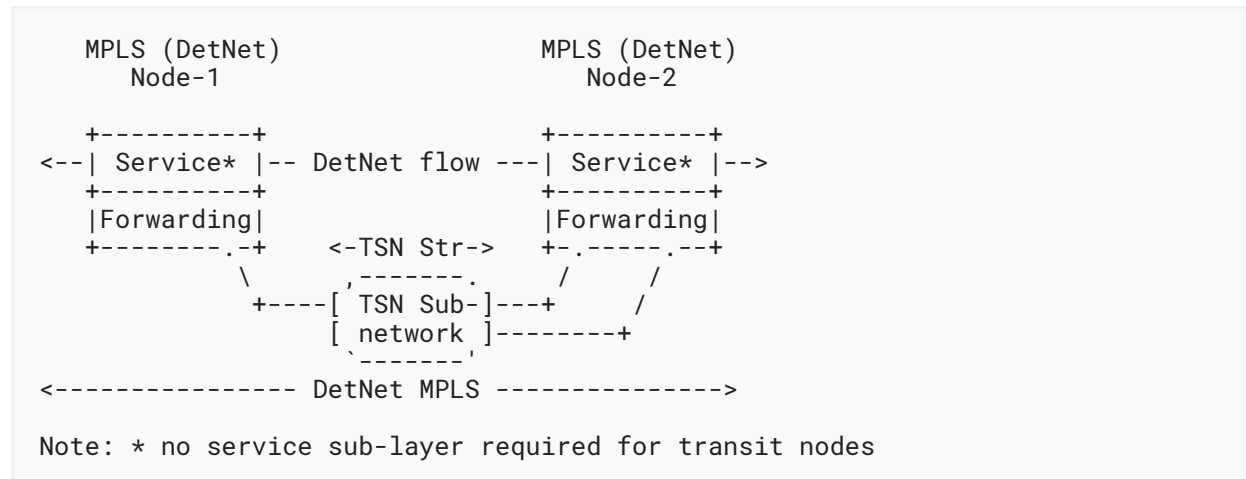 MPLS (DetNet)                 MPLS (DetNet)
      Node-1                        Node-2

   +----------+                  +----------+
<--| Service* |-- DetNet flow ---| Service* |-->
   +----------+                  +----------+
   |Forwarding|                  |Forwarding|
   +--------.-+    <-TSN Str->   +-.-----.--+
             \      ,-------.     /     /
              +----[ TSN Sub-]---+     /
                   [ network ]--------+
                    `-------'
<---------------- DetNet MPLS --------------->

Note: * no service sub-layer required for transit nodes